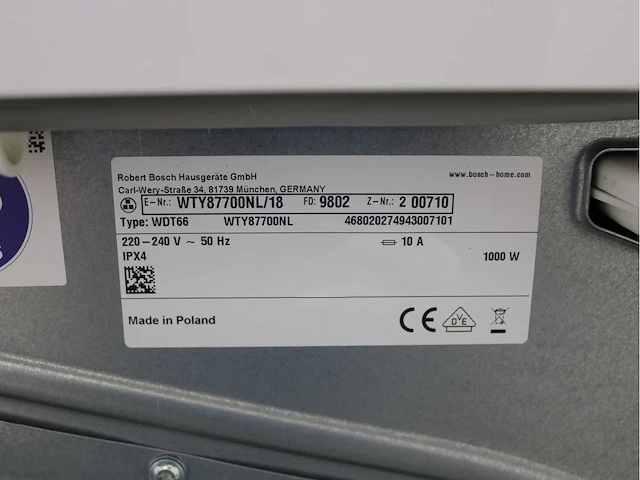 Robert Bosch Hausgeräte GmbH www.bosch-home.com
Carl-Wery-Straße 34, 81739 München, GERMANY
E-Nr.: WTY87700NL/18 FD: 9802 Z-Nr.: 2 00710
Type: WDT66 WTY87700NL 468020274943007101
220-240 V ~ 50 Hz 10 A
IPX4 1000 W
Made in Poland CE DVE